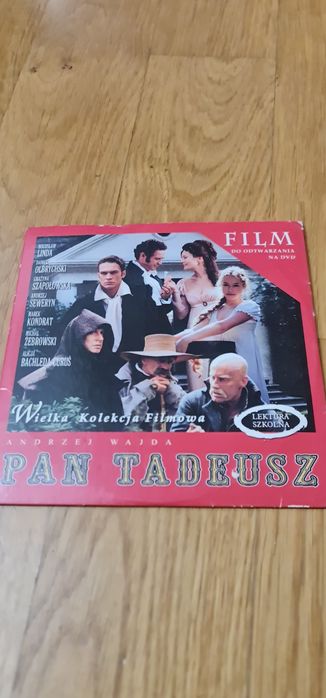 BOGUSŁAW
LINDA
DANIEL
OLBRYCHSKI
GRAŻYNA
SZAPOŁOWSKA
ANDRZEJ
SEWERYN
MAREK
KONDRAT
MICHAŁ
ŻEBROWSKI
ALICJA
BACHLEDA-CURUŚ
FILM
DO ODTWARZANIA
NA DVD
Wielka Kolekcja Filmowa
LEKTURA
SZKOLNA
ANDRZEJ WAJDA
PAN TADEUSZ